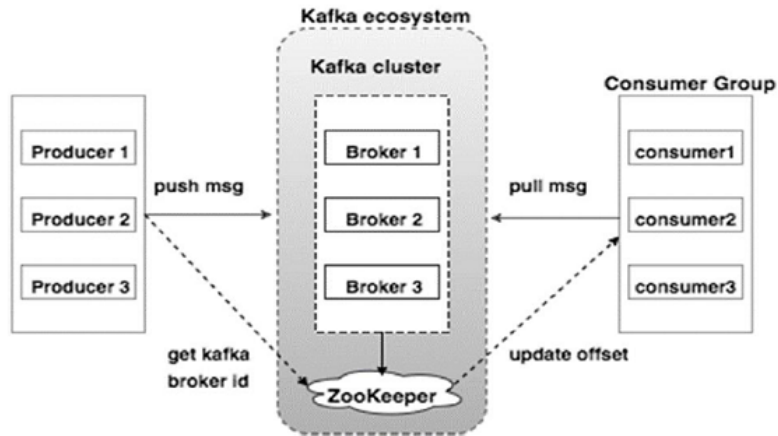 Kafka ecosystem
Kafka cluster
Consumer Group
Producer 1
Broker 1
consumer1
push msg
pull msg
Producer 2
Broker 2
consumer2
Producer 3
Broker 3
consumer3
get kafka
broker id
update offset
ZooKeeper